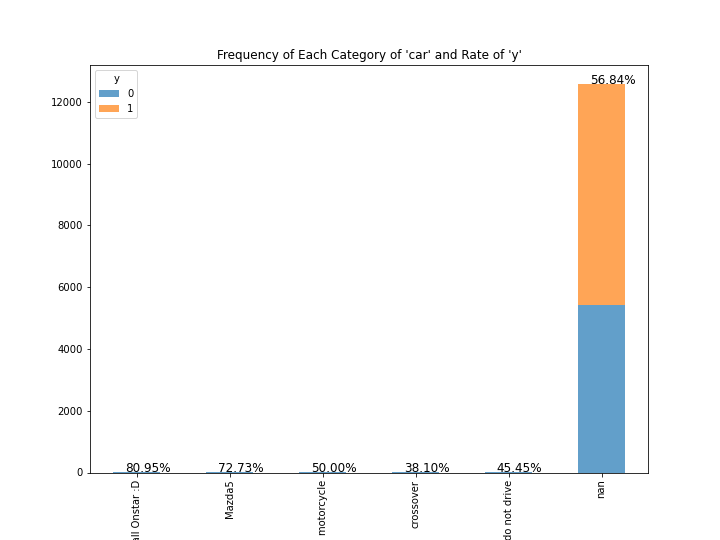 Frequency of Each Category of 'car' and Rate of 'y'
y
0
1
12000
10000
8000
6000
4000
2000
0
80.95%
72.73%
50.00%
38.10%
45.45%
56.84%
all Onstar :D
Mazda5
motorcycle
crossover
do not drive
nan